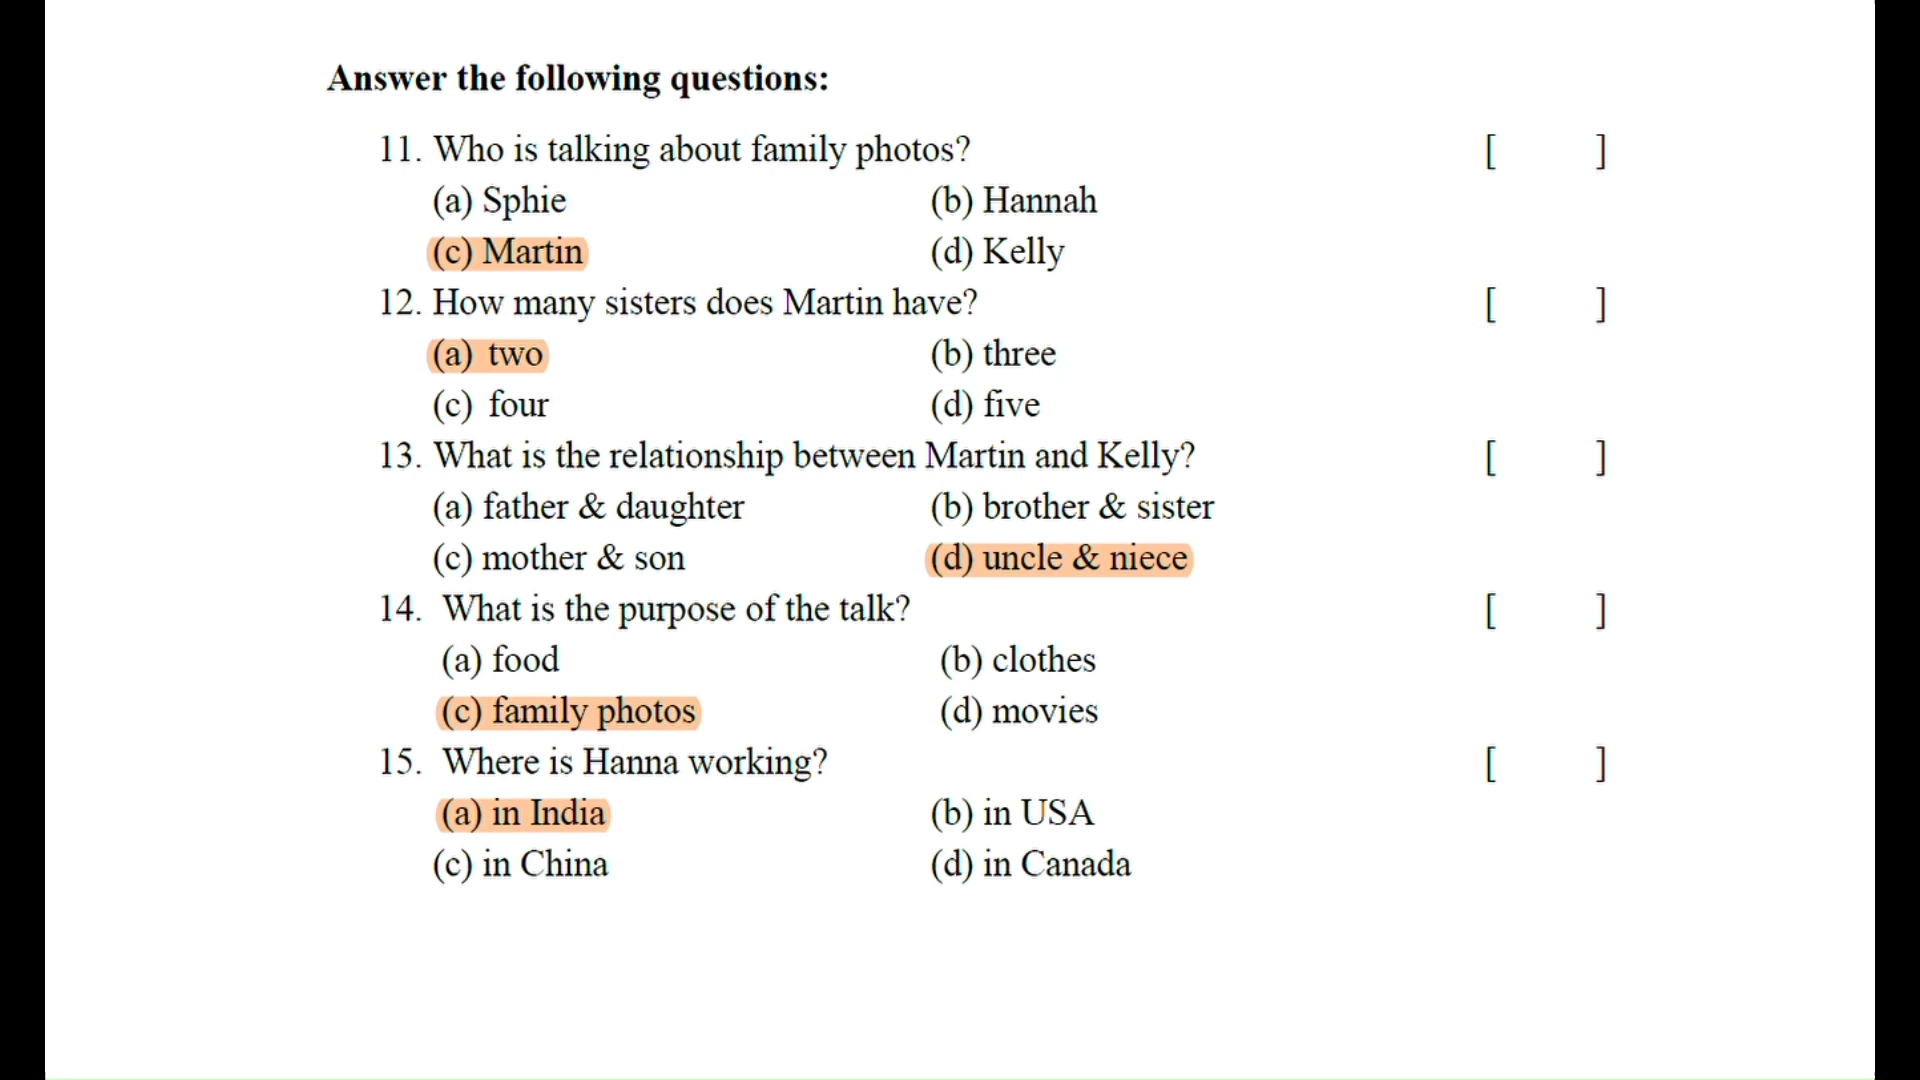 Answer the following questions:
11. Who is talking about family photos? [ ]
(a) Sphie (b) Hannah
(c) Martin (d) Kelly
12. How many sisters does Martin have? [ ]
(a) two (b) three
(c) four (d) five
13. What is the relationship between Martin and Kelly? [ ]
(a) father & daughter (b) brother & sister
(c) mother & son (d) uncle & niece
14. What is the purpose of the talk? [ ]
(a) food (b) clothes
(c) family photos (d) movies
15. Where is Hanna working? [ ]
(a) in India (b) in USA
(c) in China (d) in Canada